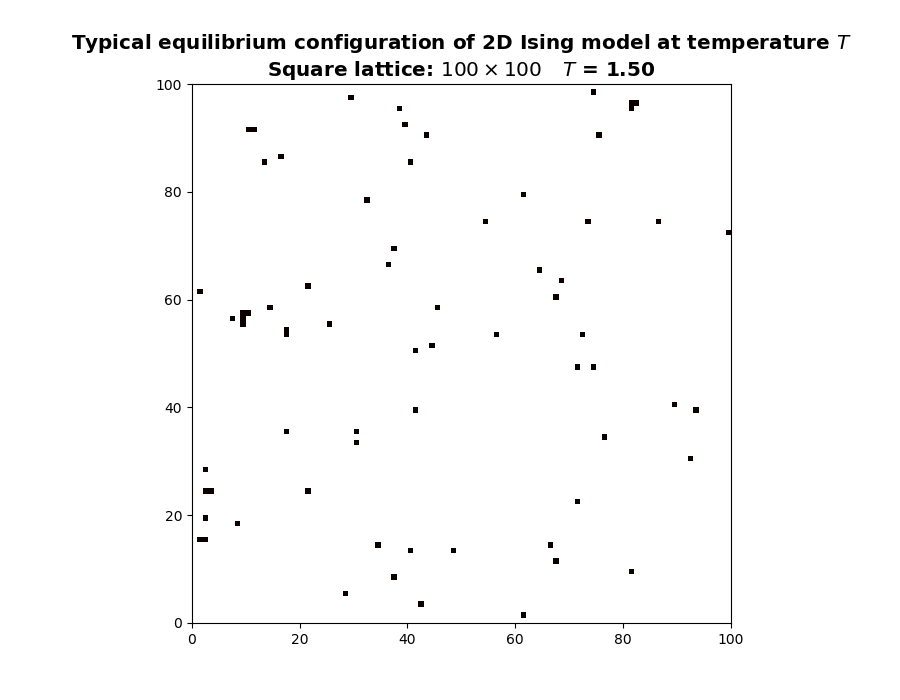 Typical equilibrium configuration of 2D Ising model at temperature T
Square lattice: 100 × 100 T = 1.50
100
80
60
40
20
0
0 20 40 60 80 100